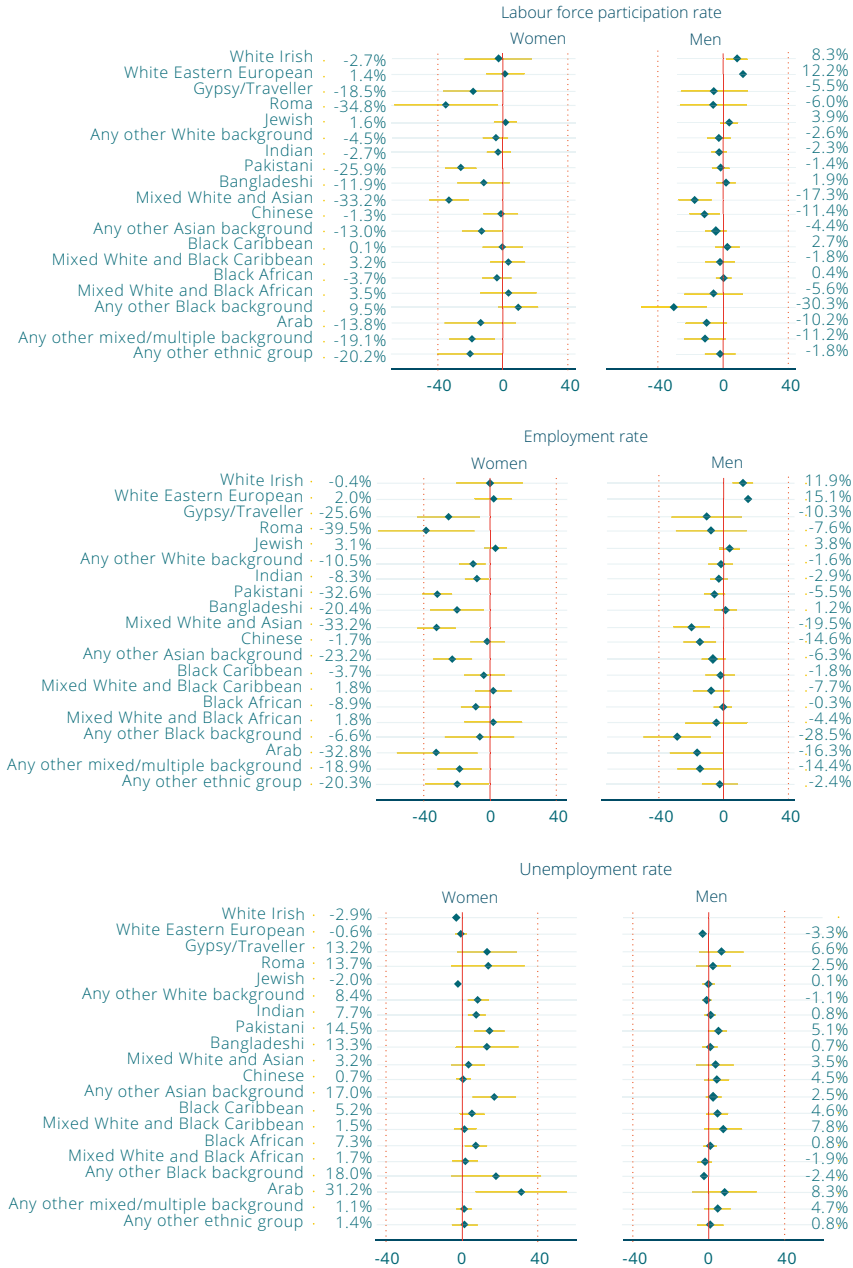 Labour force participation rate
Women Men
White Irish -2.7% 8.3%
White Eastern European 1.4% 12.2%
Gypsy/Traveller -18.5% -5.5%
Roma -34.8% -6.0%
Jewish 1.6% 3.9%
Any other White background -4.5% -2.6%
Indian -2.7% -2.3%
Pakistani -25.9% -1.4%
Bangladeshi -11.9% 1.9%
Mixed White and Asian -33.2% -17.3%
Chinese -1.3% -11.4%
Any other Asian background -13.0% -4.4%
Black Caribbean 0.1% 2.7%
Mixed White and Black Caribbean 3.2% -1.8%
Black African -3.7% 0.4%
Mixed White and Black African 3.5% -5.6%
Any other Black background 9.5% -30.3%
Arab -13.8% -10.2%
Any other mixed/multiple background -19.1% -11.2%
Any other ethnic group -20.2% -1.8%
-40 0 40 -40 0 40
Employment rate
Women Men
White Irish -0.4% 11.9%
White Eastern European 2.0% 15.1%
Gypsy/Traveller -25.6% -10.3%
Roma -39.5% -7.6%
Jewish 3.1% 3.8%
Any other White background -10.5% -1.6%
Indian -8.3% -2.9%
Pakistani -32.6% -5.5%
Bangladeshi -20.4% 1.2%
Mixed White and Asian -33.2% -19.5%
Chinese -1.7% -14.6%
Any other Asian background -23.2% -6.3%
Black Caribbean -3.7% -1.8%
Mixed White and Black Caribbean 1.8% -7.7%
Black African -8.9% -0.3%
Mixed White and Black African 1.8% -4.4%
Any other Black background -6.6% -28.5%
Arab -32.8% -16.3%
Any other mixed/multiple background -18.9% -14.4%
Any other ethnic group -20.3% -2.4%
-40 0 40 -40 0 40
Unemployment rate
Women Men
White Irish -2.9%
White Eastern European -0.6% -3.3%
Gypsy/Traveller 13.2% 6.6%
Roma 13.7% 2.5%
Jewish -2.0% 0.1%
Any other White background 8.4% -1.1%
Indian 7.7% 0.8%
Pakistani 14.5% 5.1%
Bangladeshi 13.3% 0.7%
Mixed White and Asian 3.2% 3.5%
Chinese 0.7% 4.5%
Any other Asian background 17.0% 2.5%
Black Caribbean 5.2% 4.6%
Mixed White and Black Caribbean 1.5% 7.8%
Black African 7.3% 0.8%
Mixed White and Black African 1.7% -1.9%
Any other Black background 18.0% -2.4%
Arab 31.2% 8.3%
Any other mixed/multiple background 1.1% 4.7%
Any other ethnic group 1.4% 0.8%
-40 0 40 -40 0 40